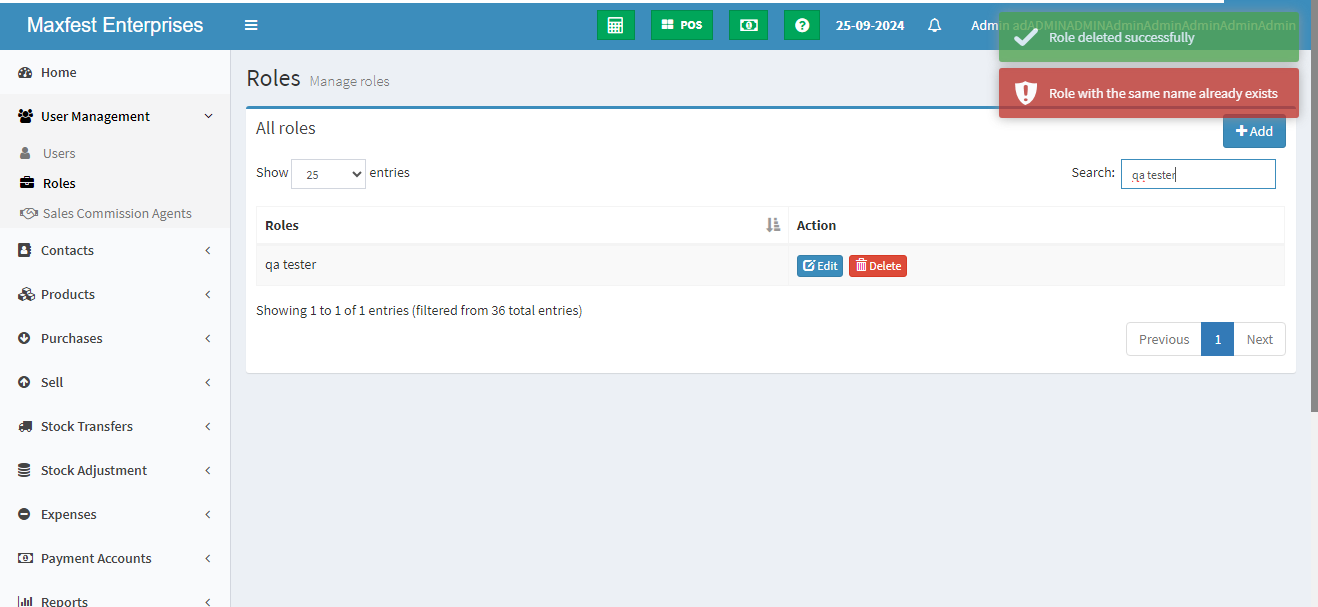 Maxfest Enterprises
POS
25-09-2024
Admin adADMINADMINAdminAdminAdminAdminAdmin
Role deleted successfully
Role with the same name already exists
Home
User Management
Users
Roles
Sales Commission Agents
Contacts
Products
Purchases
Sell
Stock Transfers
Stock Adjustment
Expenses
Payment Accounts
Reports
Roles Manage roles
All roles
Add
Show 25 entries
Search: qa tester
Roles Action
qa tester Edit Delete
Showing 1 to 1 of 1 entries (filtered from 36 total entries)
Previous 1 Next